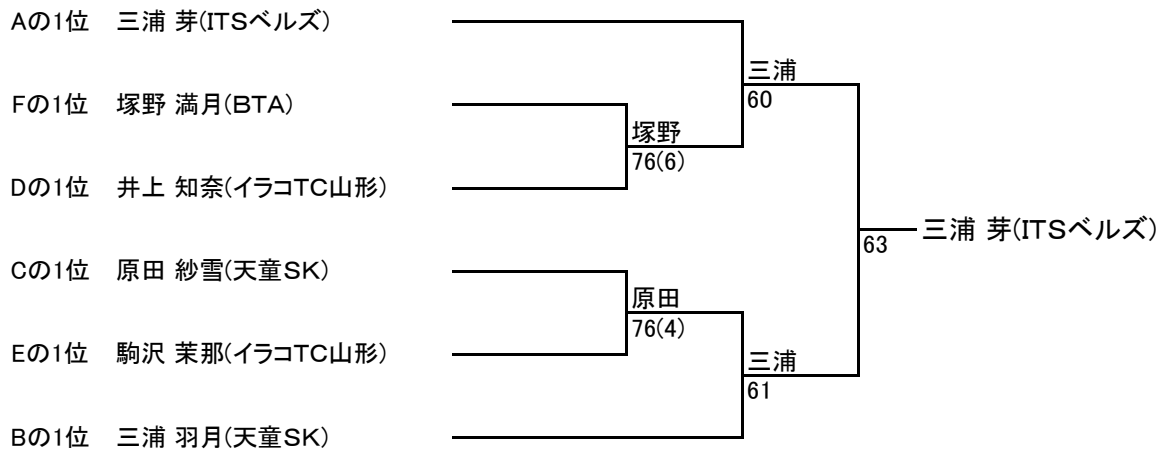 Aの1位 三浦 芽(ITSベルズ)
三浦
60
Fの1位 塚野 満月(BTA)
塚野
76(6)
Dの1位 井上 知奈(イラコTC山形)
63
三浦 芽(ITSベルズ)
Cの1位 原田 紗雪(天童SK)
原田
76(4)
Eの1位 駒沢 茉那(イラコTC山形)
三浦
61
Bの1位 三浦 羽月(天童SK)